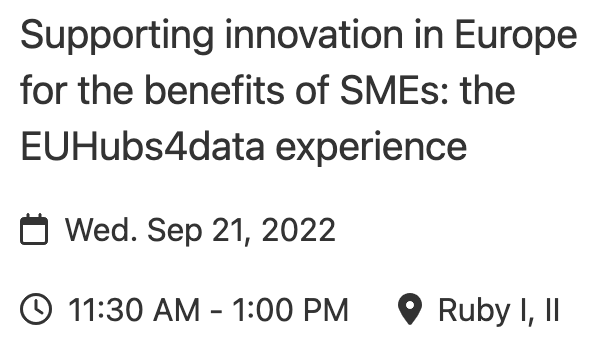 Supporting innovation in Europe
for the benefits of SMEs: the
EUHubs4data experience
Wed. Sep 21, 2022
11:30 AM - 1:00 PM Ruby I, II